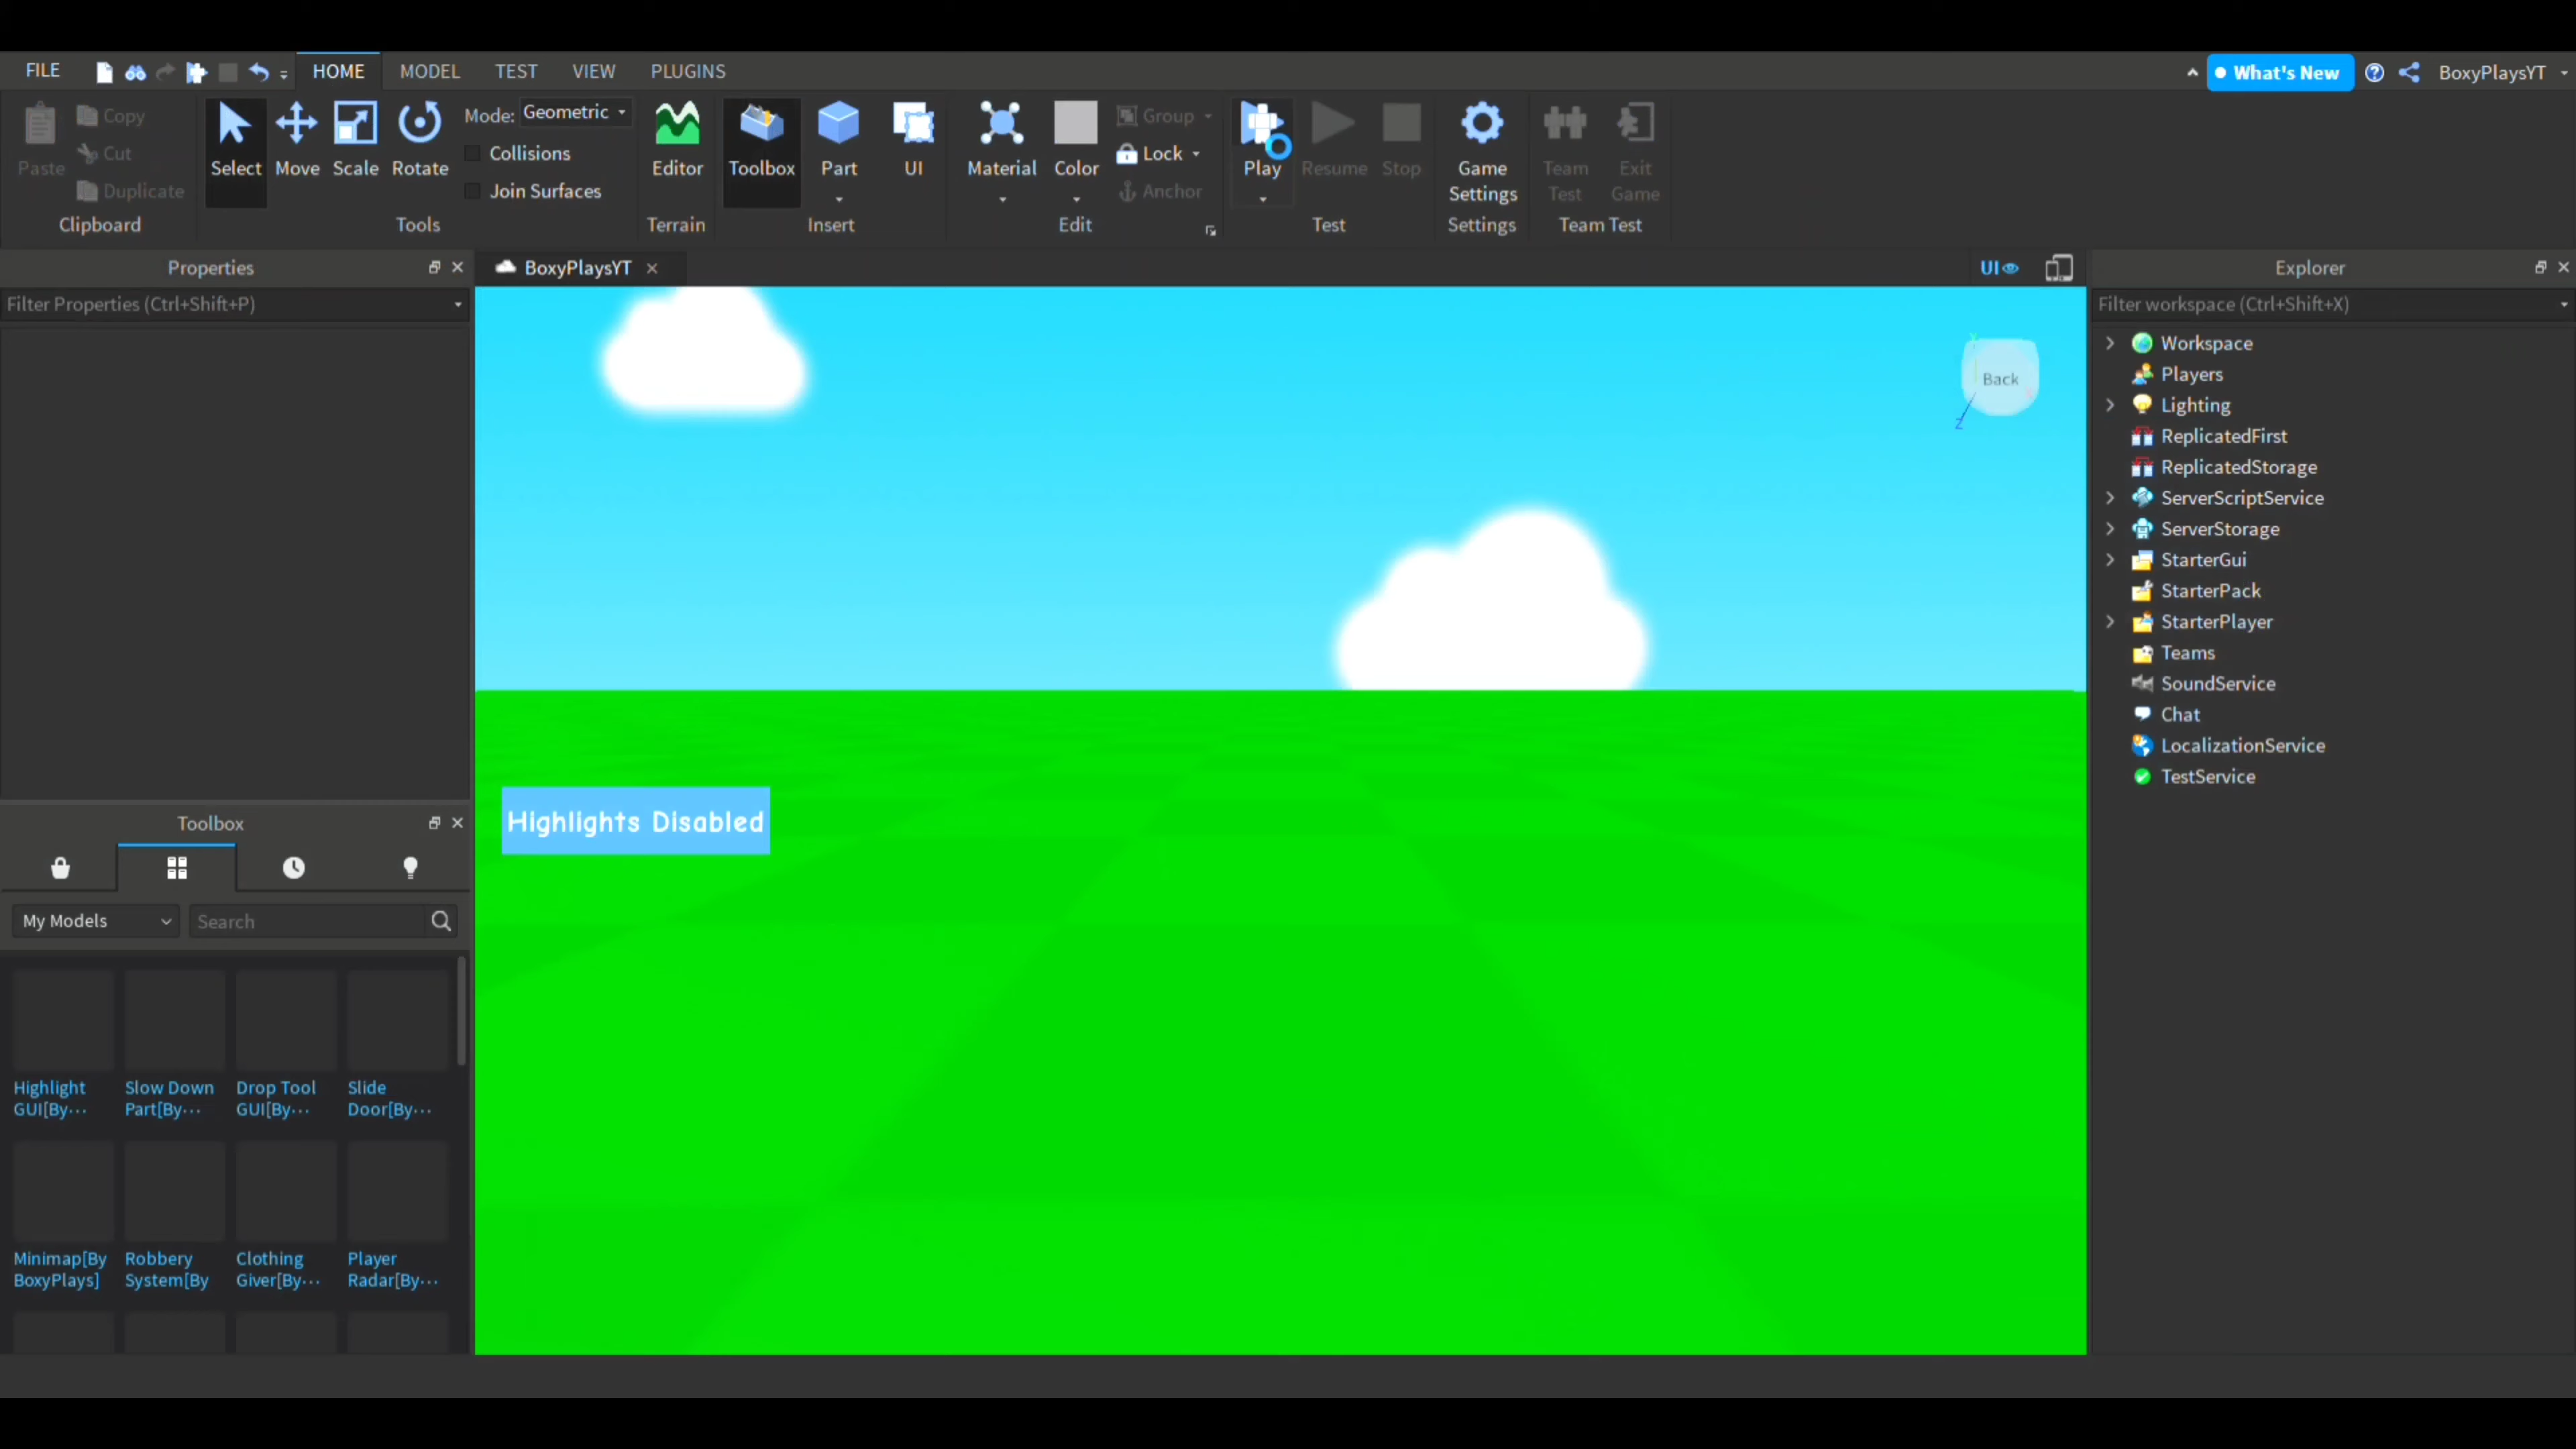 FILE
HOME
MODEL
TEST
VIEW
PLUGINS
What's New
BoxyPlaysYT
Paste
Copy
Cut
Duplicate
Clipboard
Select
Move
Scale
Rotate
Mode: Geometric
Collisions
Join Surfaces
Tools
Editor
Terrain
Toolbox
Part
UI
Insert
Material
Color
Group
Lock
Anchor
Edit
Play
Resume
Stop
Test
Game
Settings
Settings
Team
Test
Exit
Game
Team Test
Properties
Filter Properties (Ctrl+Shift+P)
BoxyPlaysYT
UI
Back
Z
Highlights Disabled
Explorer
Filter workspace (Ctrl+Shift+X)
Workspace
Players
Lighting
ReplicatedFirst
ReplicatedStorage
ServerScriptService
ServerStorage
StarterGui
StarterPack
StarterPlayer
Teams
SoundService
Chat
LocalizationService
TestService
Toolbox
My Models
Search
Highlight
GUI[By...
Slow Down
Part[By...
Drop Tool
GUI[By...
Slide
Door[By...
Minimap[By
BoxyPlays]
Robbery
System[By
Clothing
Giver[By...
Player
Radar[By...